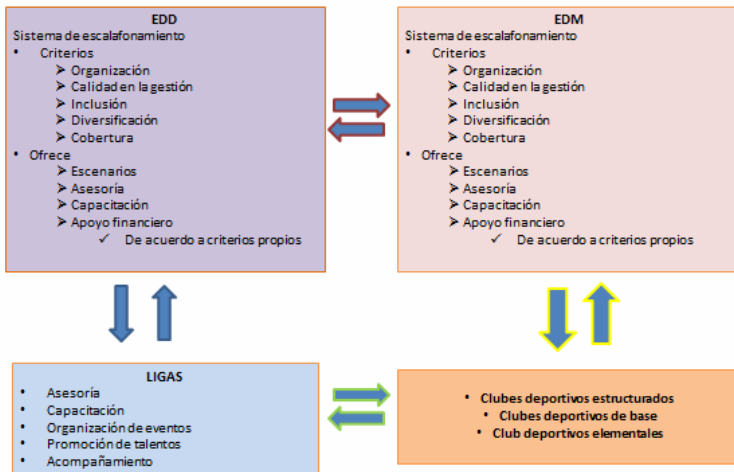 EDD
Sistema de escalafonamiento
• Criterios
➤ Organización
➤ Calidad en la gestión
➤ Inclusión
➤ Diversificación
➤ Cobertura
• Ofrece
➤ Escenarios
➤ Asesoría
➤ Capacitación
➤ Apoyo financiero
✓ De acuerdo a criterios propios
EDM
Sistema de escalafonamiento
• Criterios
➤ Organización
➤ Calidad en la gestión
➤ Inclusión
➤ Diversificación
➤ Cobertura
• Ofrece
➤ Escenarios
➤ Asesoría
➤ Capacitación
➤ Apoyo financiero
✓ De acuerdo a criterios propios
LIGAS
• Asesoría
• Capacitación
• Organización de eventos
• Promoción de talentos
• Acompañamiento
• Clubes deportivos estructurados
• Clubes deportivos de base
• Club deportivos elementales